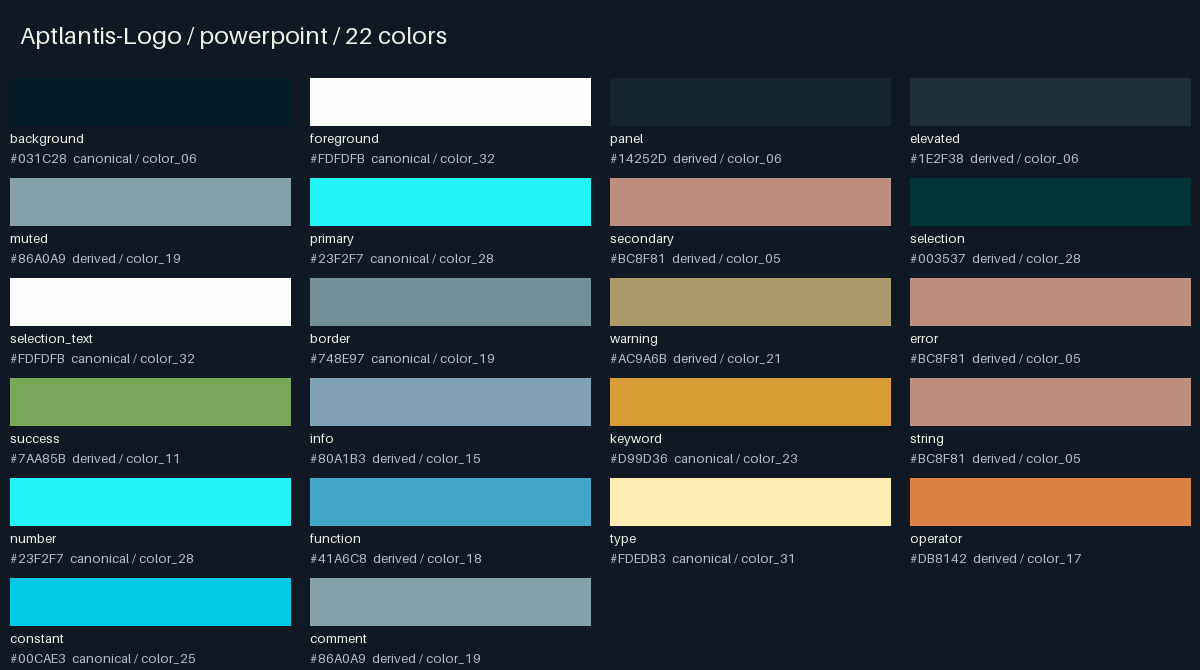 Aptlantis-Logo / powerpoint / 22 colors
background
#031C28 canonical / color_06
foreground
#FDFDFB canonical / color_32
panel
#14252D derived / color_06
elevated
#1E2F38 derived / color_06
muted
#86A0A9 derived / color_19
primary
#23F2F7 canonical / color_28
secondary
#BC8F81 derived / color_05
selection
#003537 derived / color_28
selection_text
#FDFDFB canonical / color_32
border
#748E97 canonical / color_19
warning
#AC9A6B derived / color_21
error
#BC8F81 derived / color_05
success
#7AA85B derived / color_11
info
#80A1B3 derived / color_15
keyword
#D99D36 canonical / color_23
string
#BC8F81 derived / color_05
number
#23F2F7 canonical / color_28
function
#41A6C8 derived / color_18
type
#FDEDB3 canonical / color_31
operator
#DB8142 derived / color_17
constant
#00CAE3 canonical / color_25
comment
#86A0A9 derived / color_19